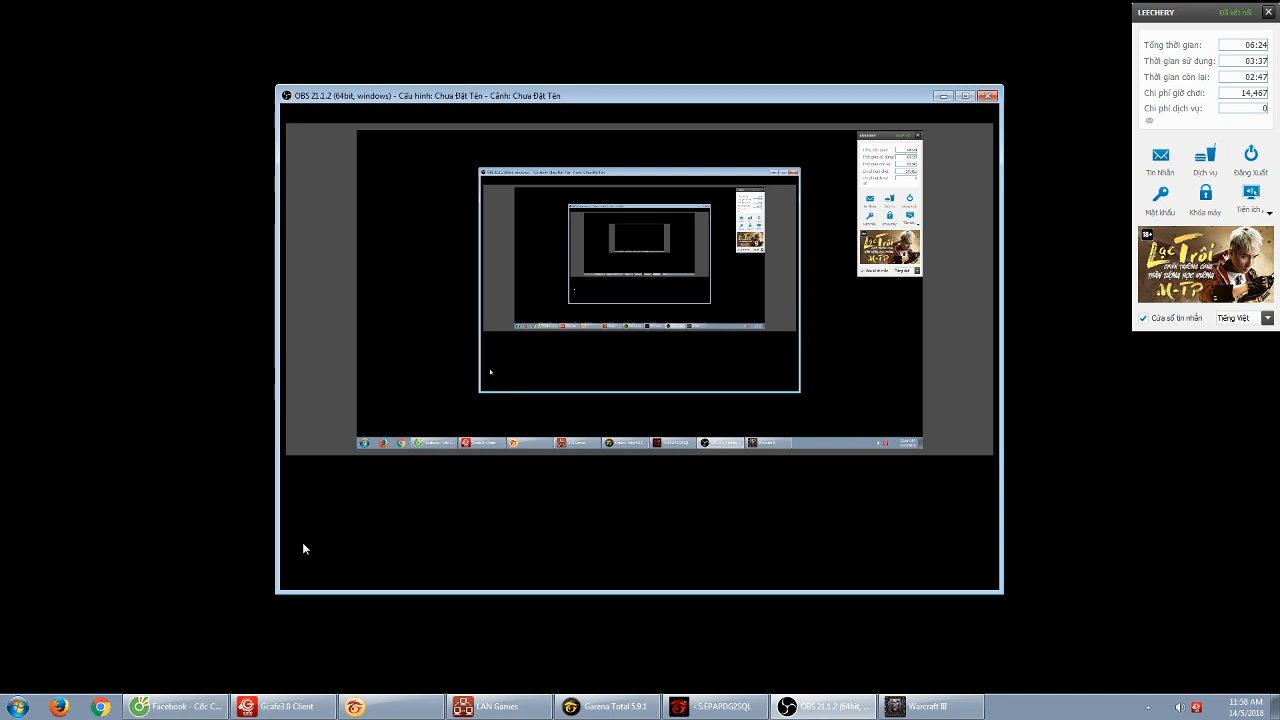 LEECHERY
Đã kết nối
Tổng thời gian: 06:24
Thời gian sử dụng: 03:37
Thời gian còn lại: 02:47
Chi phí giờ chơi: 14,467
Chi phí dịch vụ: 0
Tin Nhắn Dịch vụ Đăng Xuất
Mật khẩu Khóa máy Tiện ích
18+
Lạc Trôi
M-TP
Cửa sổ tin nhắn Tiếng Việt
OBS 21.1.2 (64bit, windows) - Cấu hình: Chưa Đặt Tên - Cảnh: Chưa Đặt Tên
Facebook - Cốc C...
Gcafe3.0 Client
LAN Games
Garena Total 5.9.1
<S:EPAPDG2SQL
OBS 21.1.2 (64bit, ...
Warcraft III
11:58 AM
14/5/2018